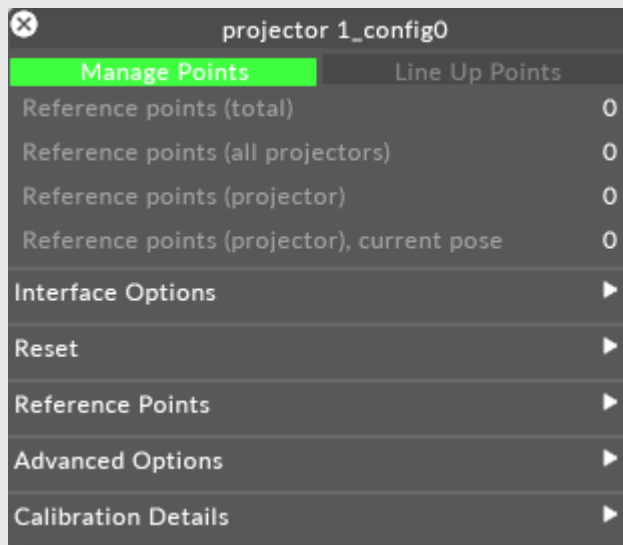 projector 1_config0
Manage Points Line Up Points
Reference points (total) 0
Reference points (all projectors) 0
Reference points (projector) 0
Reference points (projector), current pose 0
Interface Options
Reset
Reference Points
Advanced Options
Calibration Details